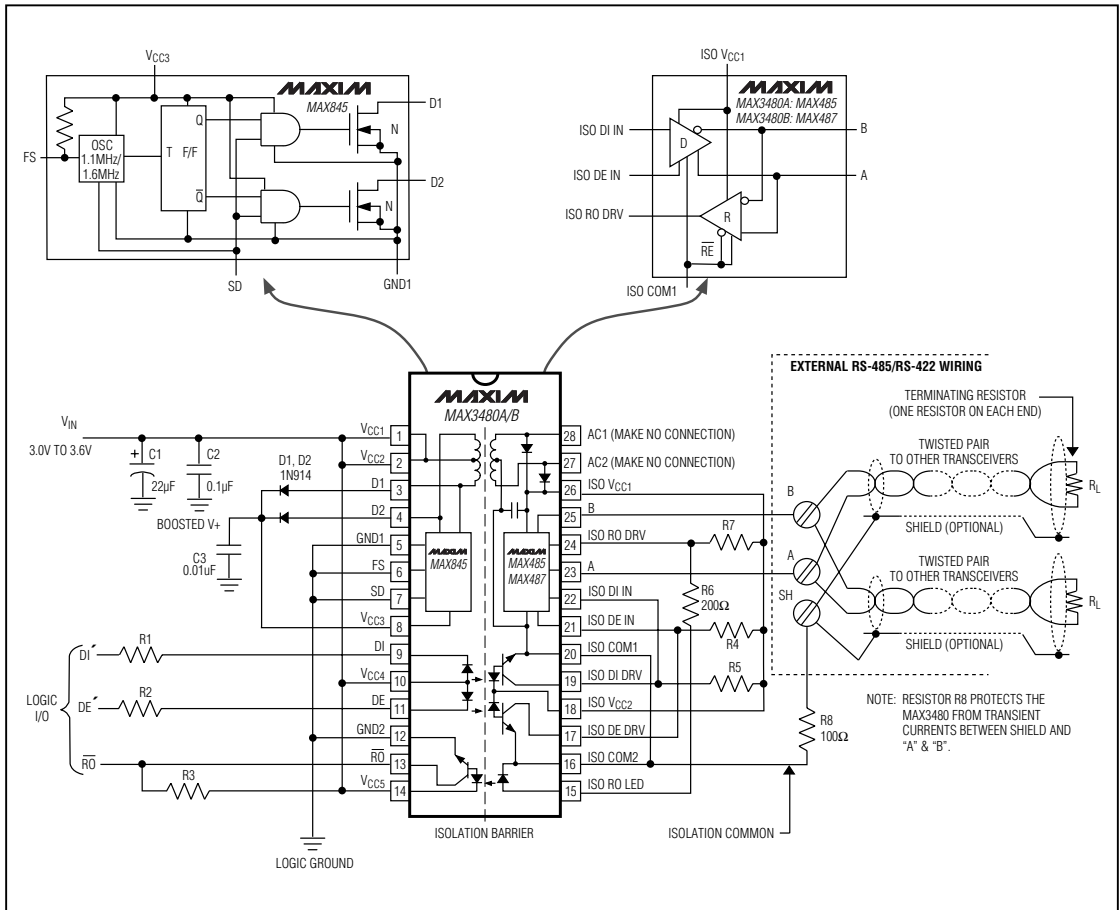 VCC3
MAXIM
MAX845
D1
N
Q
OSC
1.1MHz/
1.6MHz
T F/F
FS
D2
Q̅
N
SD
GND1
ISO VCC1
MAXIM
MAX3480A: MAX485
MAX3480B: MAX487
ISO DI IN
B
D
ISO DE IN
A
ISO RO DRV
R
R̅E̅
ISO COM1
EXTERNAL RS-485/RS-422 WIRING
TERMINATING RESISTOR
(ONE RESISTOR ON EACH END)
TWISTED PAIR
TO OTHER TRANSCEIVERS
RL
SHIELD (OPTIONAL)
TWISTED PAIR
TO OTHER TRANSCEIVERS
RL
SHIELD (OPTIONAL)
B
A
SH
NOTE: RESISTOR R8 PROTECTS THE
MAX3480 FROM TRANSIENT
CURRENTS BETWEEN SHIELD AND
"A" & "B".
R8
100Ω
MAXIM
MAX3480A/B
VIN
3.0V TO 3.6V
+ C1
22µF
C2
0.1µF
D1, D2
1N914
BOOSTED V+
C3
0.01uF
VCC1 1
VCC2 2
D1 3
D2 4
GND1 5
FS 6
SD 7
VCC3 8
DI 9
VCC4 10
DE 11
GND2 12
R̅O̅ 13
VCC5 14
MAXIM
MAX845
MAXIM
MAX485
MAX487
28 AC1 (MAKE NO CONNECTION)
27 AC2 (MAKE NO CONNECTION)
26 ISO VCC1
25 B
24 ISO RO DRV
23 A
22 ISO DI IN
21 ISO DE IN
20 ISO COM1
19 ISO DI DRV
18 ISO VCC2
17 ISO DE DRV
16 ISO COM2
15 ISO RO LED
R7
R6
200Ω
R4
R5
LOGIC
I/O
DI´
R1
DE´
R2
R̅O̅
R3
LOGIC GROUND
ISOLATION BARRIER
ISOLATION COMMON